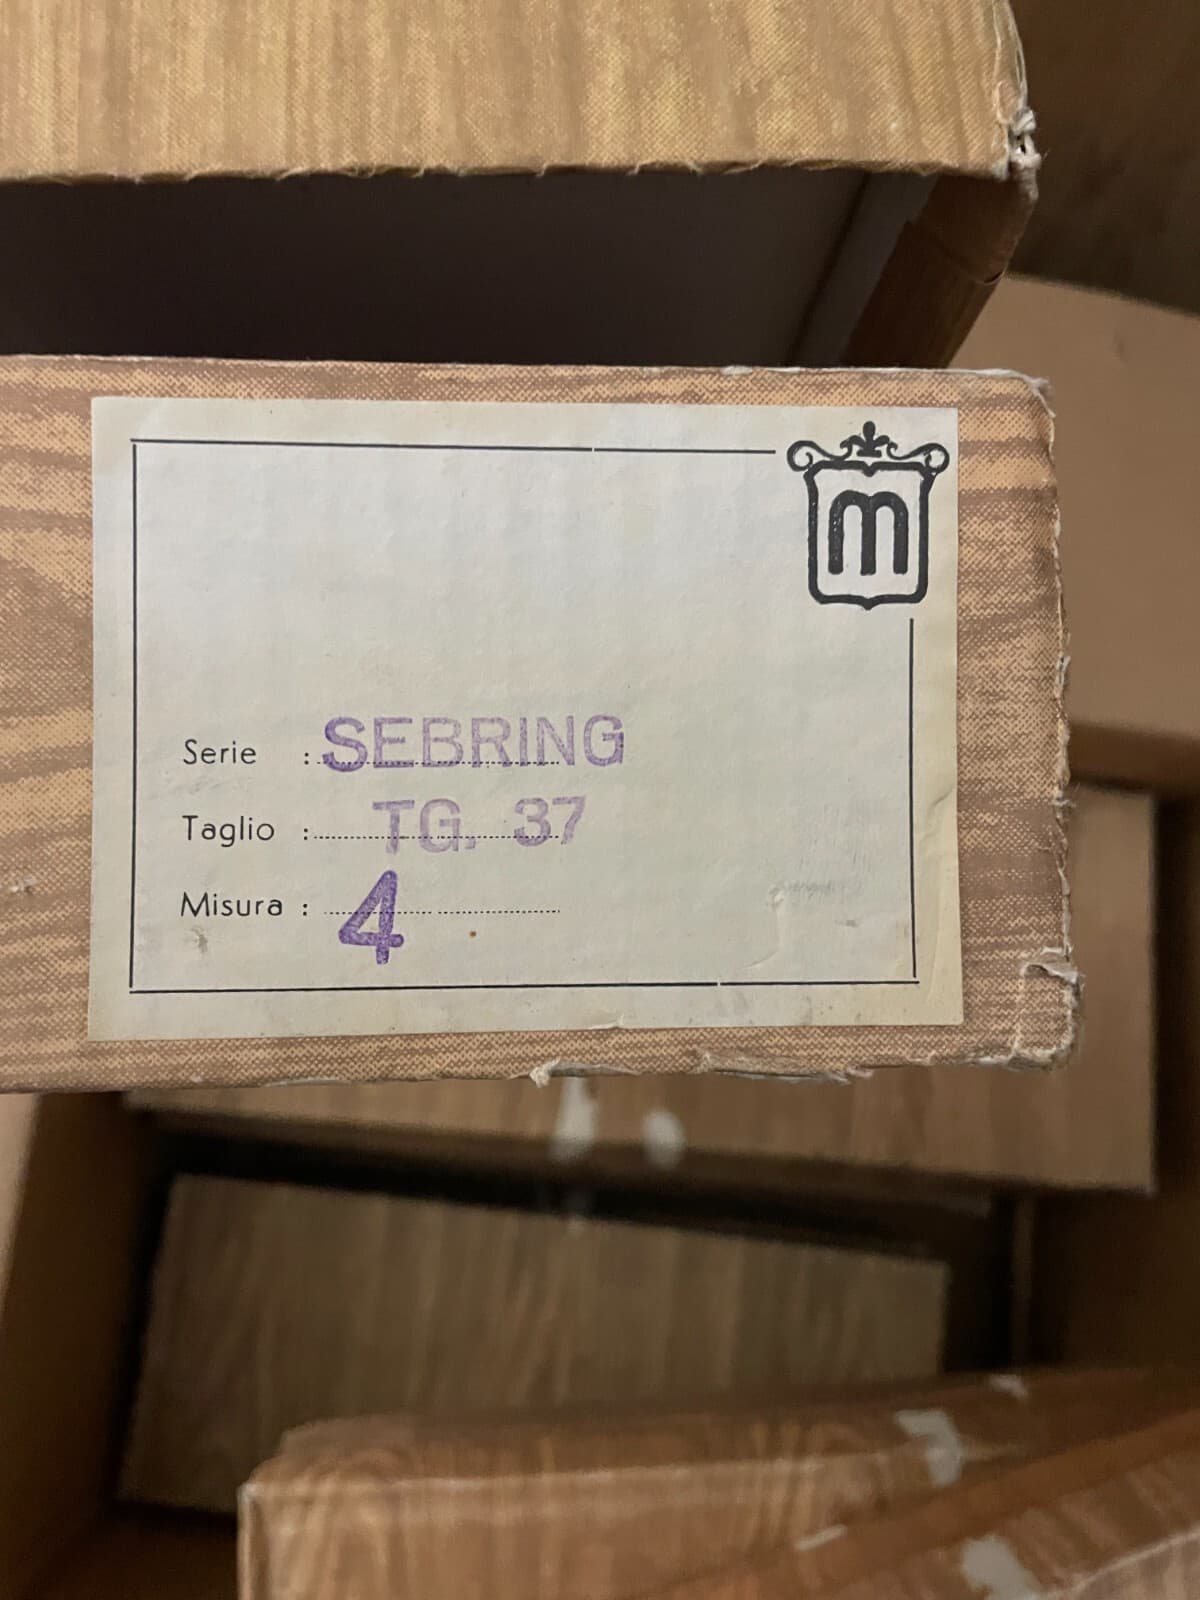 m
Serie : SEBRING
Taglio : TG. 37
Misura : 4